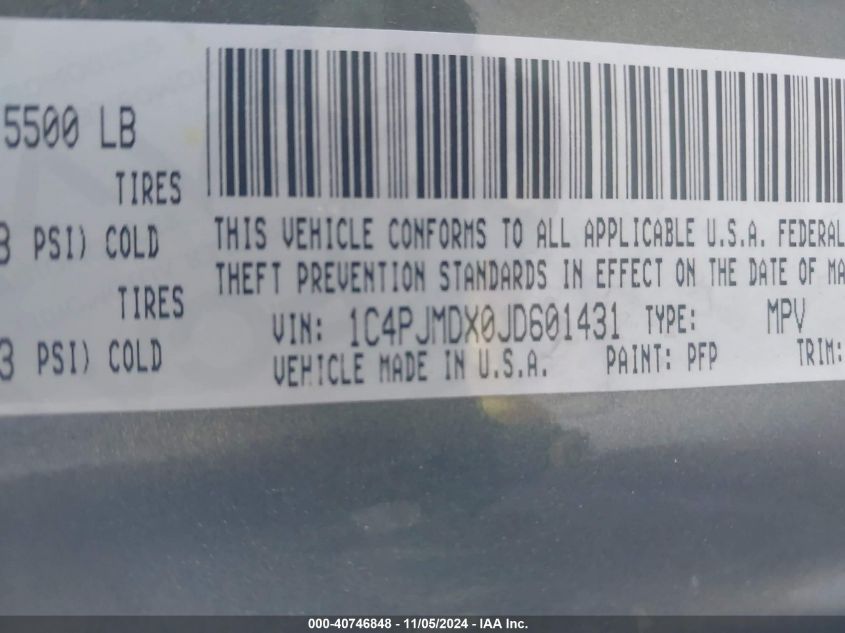 5500 LB
TIRES
3 PSI) COLD
TIRES
3 PSI) COLD
THIS VEHICLE CONFORMS TO ALL APPLICABLE U.S.A. FEDERAL
THEFT PREVENTION STANDARDS IN EFFECT ON THE DATE OF MA
VIN: 1C4PJMDX0JD601431 TYPE: MPV
VEHICLE MADE IN U.S.A. PAINT: PFP TRIM:
000-40746848 - 11/05/2024 - IAA Inc.